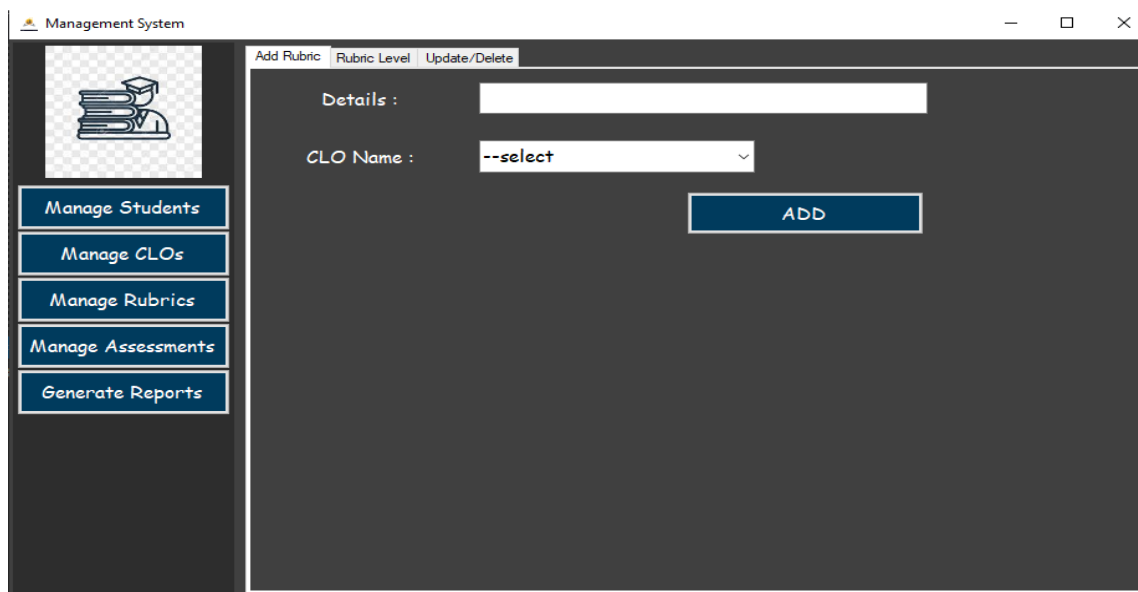 Management System
Add Rubric Rubric Level Update/Delete
Details :
CLO Name : --select
ADD
Manage Students
Manage CLOs
Manage Rubrics
Manage Assessments
Generate Reports